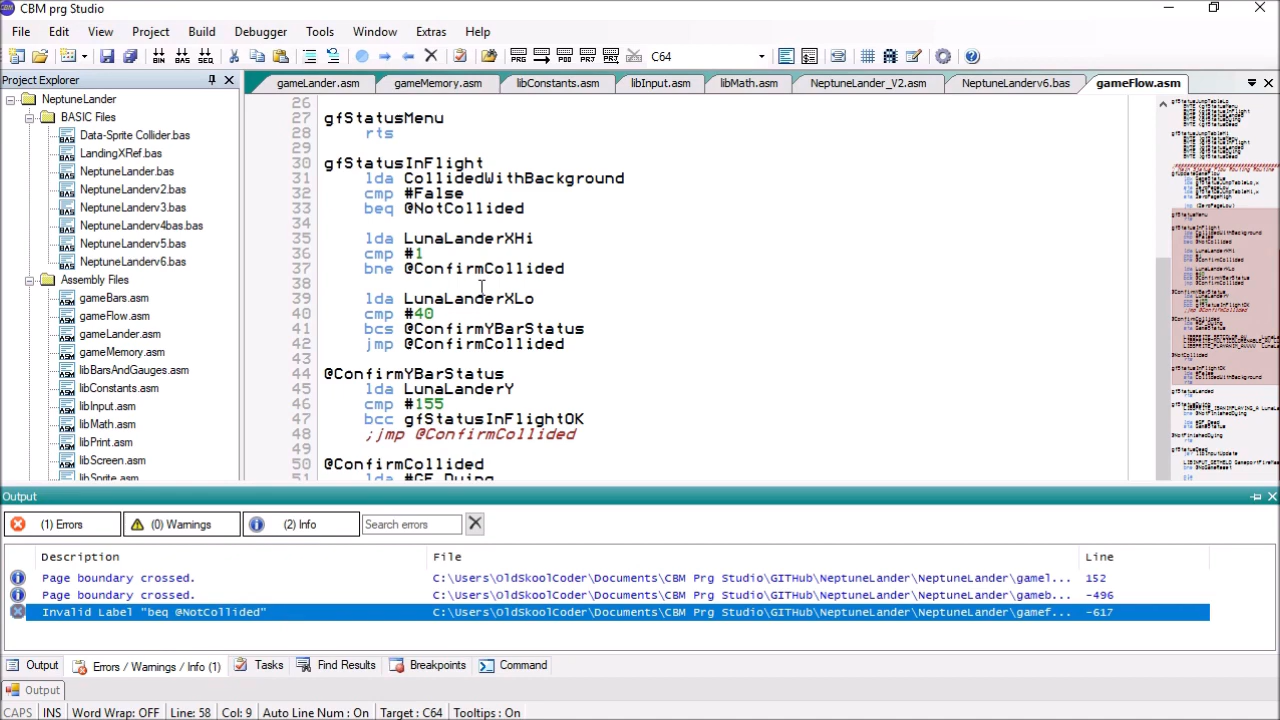 CBM prg Studio
File Edit View Project Build Debugger Tools Window Extras Help
C64
Project Explorer
gameLander.asm gameMemory.asm libConstants.asm libInput.asm libMath.asm NeptuneLander_V2.asm NeptuneLanderv6.bas gameFlow.asm
NeptuneLander
BASIC Files
Data-Sprite Collider.bas
LandingXRef.bas
NeptuneLander.bas
NeptuneLanderv2.bas
NeptuneLanderv3.bas
NeptuneLanderv4bas.bas
NeptuneLanderv5.bas
NeptuneLanderv6.bas
Assembly Files
gameBars.asm
gameFlow.asm
gameLander.asm
gameMemory.asm
libBarsAndGauges.asm
libConstants.asm
libInput.asm
libMath.asm
libPrint.asm
libScreen.asm
libSprite.asm
26
27 gfStatusMenu
28 rts
29
30 gfStatusInFlight
31 lda CollidedWithBackground
32 cmp #False
33 beq @NotCollided
34
35 lda LunaLanderXHi
36 cmp #1
37 bne @ConfirmCollided
38
39 lda LunaLanderXLo
40 cmp #40
41 bcs @ConfirmYBarStatus
42 jmp @ConfirmCollided
43
44 @ConfirmYBarStatus
45 lda LunaLanderY
46 cmp #155
47 bcc gfStatusInFlightOK
48 ;jmp @ConfirmCollided
49
50 @ConfirmCollided
51 lda #GF_Dying
Output
(1) Errors (0) Warnings (2) Info Search errors
Description File Line
Page boundary crossed. C:\Users\OldSkoolCoder\Documents\CBM Prg Studio\GITHub\NeptuneLander\NeptuneLander\gamel... 152
Page boundary crossed. C:\Users\OldSkoolCoder\Documents\CBM Prg Studio\GITHub\NeptuneLander\NeptuneLander\gameb... -496
Invalid Label "beq @NotCollided" C:\Users\OldSkoolCoder\Documents\CBM Prg Studio\GITHub\NeptuneLander\NeptuneLander\gamef... -617
Output Errors / Warnings / Info (1) Tasks Find Results Breakpoints Command
Output
CAPS INS Word Wrap: OFF Line: 58 Col: 9 Auto Line Num : On Target : C64 Tooltips : On